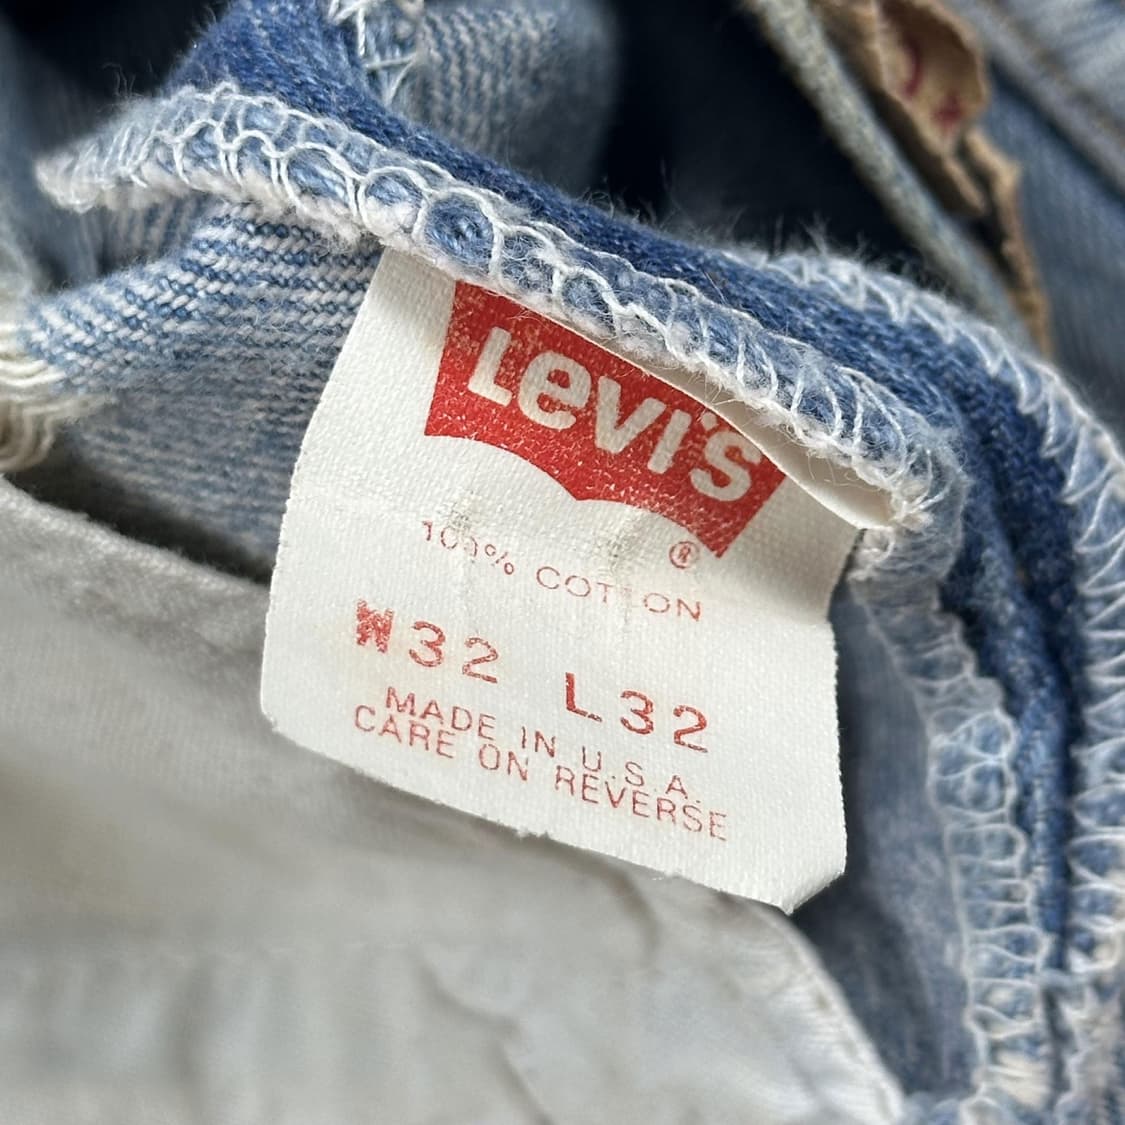 Levi's
®
100% COTTON
W32 L32
MADE IN U.S.A.
CARE ON REVERSE